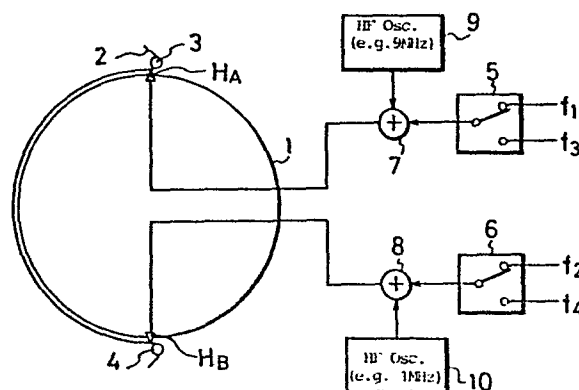 HF Osc.
(e.g. 9MHz)
9
2
3
HA
5
f1
f3
7
1
6
8
f2
f4
4
HB
HF Osc.
(e.g. 1MHz)
10